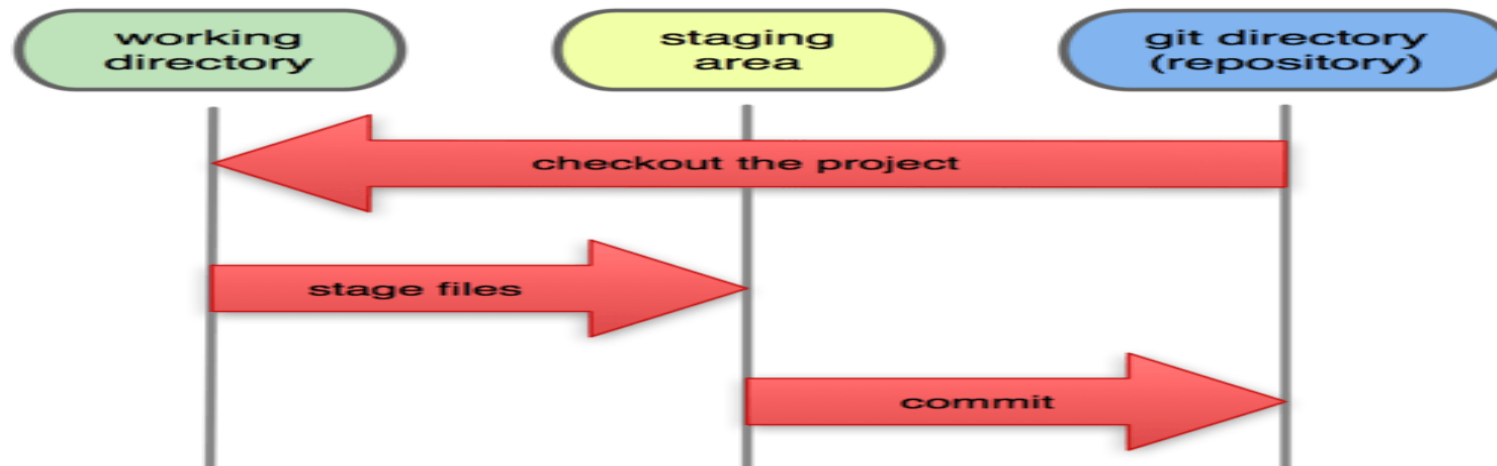 working
directory
staging
area
git directory
(repository)
checkout the project
stage files
commit